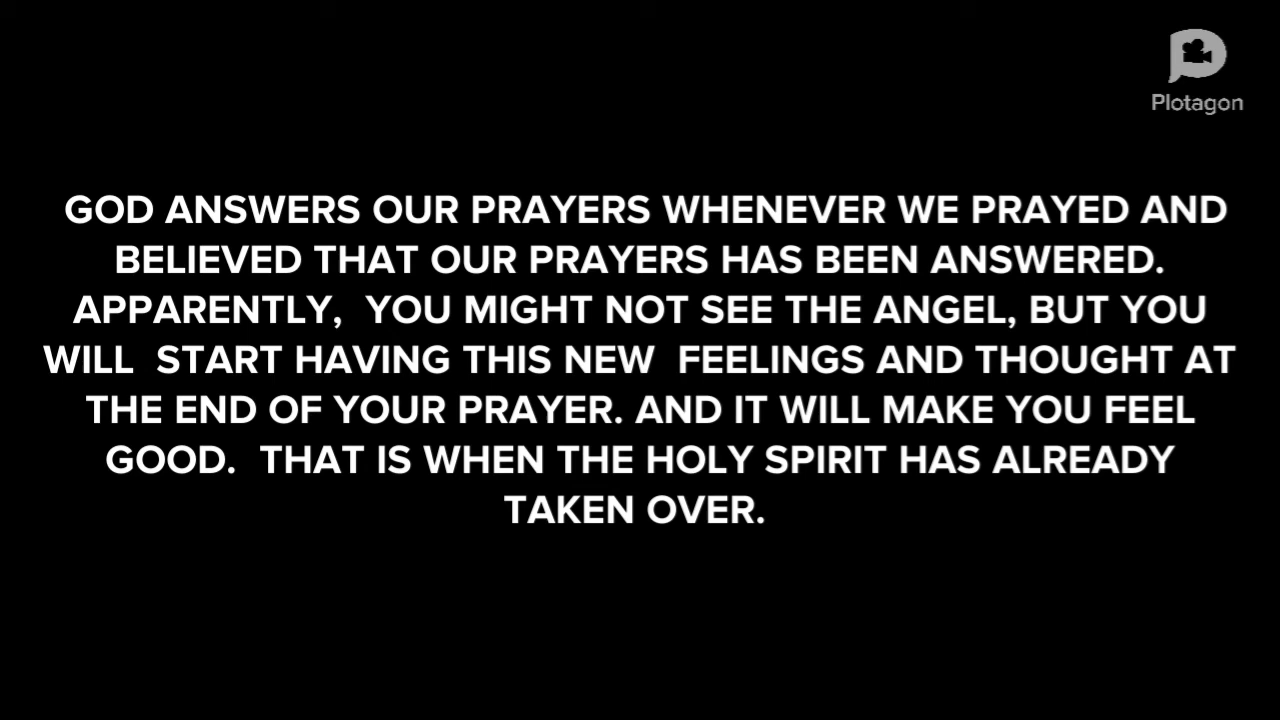 Plotagon
GOD ANSWERS OUR PRAYERS WHENEVER WE PRAYED AND
BELIEVED THAT OUR PRAYERS HAS BEEN ANSWERED.
APPARENTLY,  YOU MIGHT NOT SEE THE ANGEL, BUT YOU
WILL  START HAVING THIS NEW  FEELINGS AND THOUGHT AT
THE END OF YOUR PRAYER. AND IT WILL MAKE YOU FEEL
GOOD.  THAT IS WHEN THE HOLY SPIRIT HAS ALREADY
TAKEN OVER.